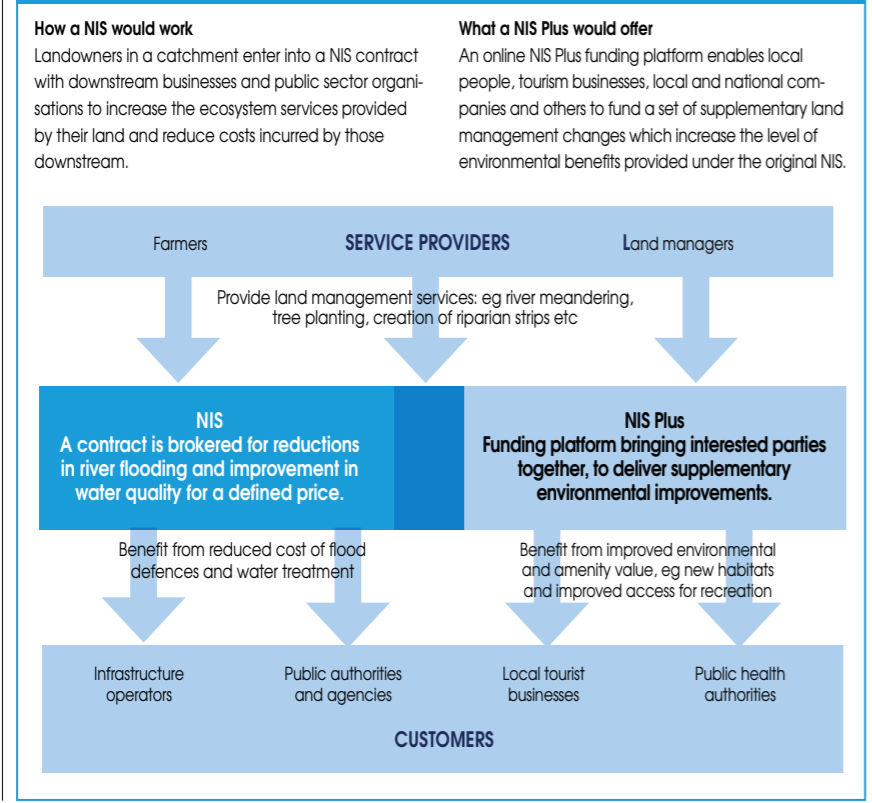 How a NIS would work
Landowners in a catchment enter into a NIS contract
with downstream businesses and public sector organi-
sations to increase the ecosystem services provided
by their land and reduce costs incurred by those
downstream.
What a NIS Plus would offer
An online NIS Plus funding platform enables local
people, tourism businesses, local and national com-
panies and others to fund a set of supplementary land
management changes which increase the level of
environmental benefits provided under the original NIS.
Farmers
SERVICE PROVIDERS
Land managers
Provide land management services: eg river meandering,
tree planting, creation of riparian strips etc
NIS
A contract is brokered for reductions
in river flooding and improvement in
water quality for a defined price.
NIS Plus
Funding platform bringing interested parties
together, to deliver supplementary
environmental improvements.
Benefit from reduced cost of flood
defences and water treatment
Benefit from improved environmental
and amenity value, eg new habitats
and improved access for recreation
Infrastructure
operators
Public authorities
and agencies
Local tourist
businesses
Public health
authorities
CUSTOMERS